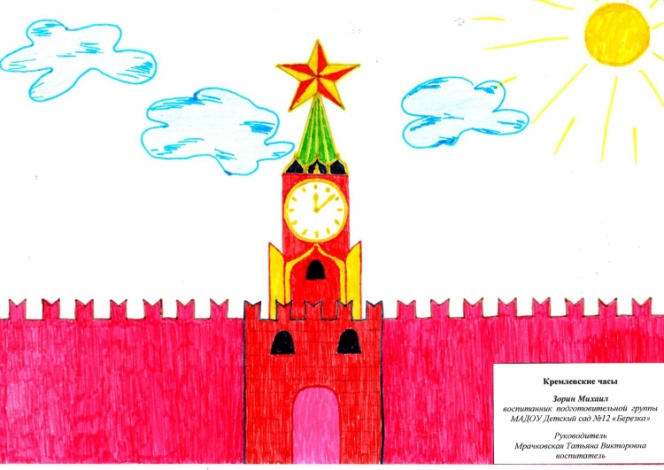 Кремлевские часы
Зорин Михаил
воспитанник подготовительной группы
МАДОУ Детский сад №12 «Березка»
Руководитель
Мрачковская Татьяна Викторовна
воспитатель